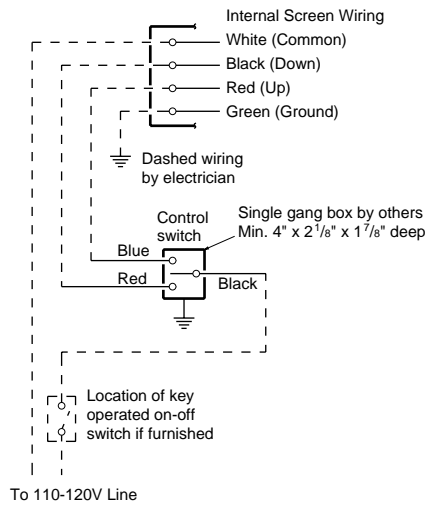 Internal Screen Wiring
White (Common)
Black (Down)
Red (Up)
Green (Ground)
Dashed wiring
by electrician
Control
switch
Single gang box by others
Min. 4" x 2 1/8" x 1 7/8" deep
Blue
Red
Black
Location of key
operated on-off
switch if furnished
To 110-120V Line